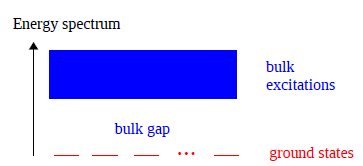 Energy spectrum
bulk
excitations
bulk gap
... ground states